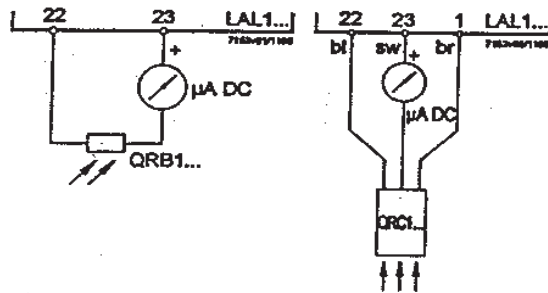 22 23 LAL1...
+
µA DC
QRB1...
22 23 1 LAL1...
bl sw br
+
µA DC
QRC1...